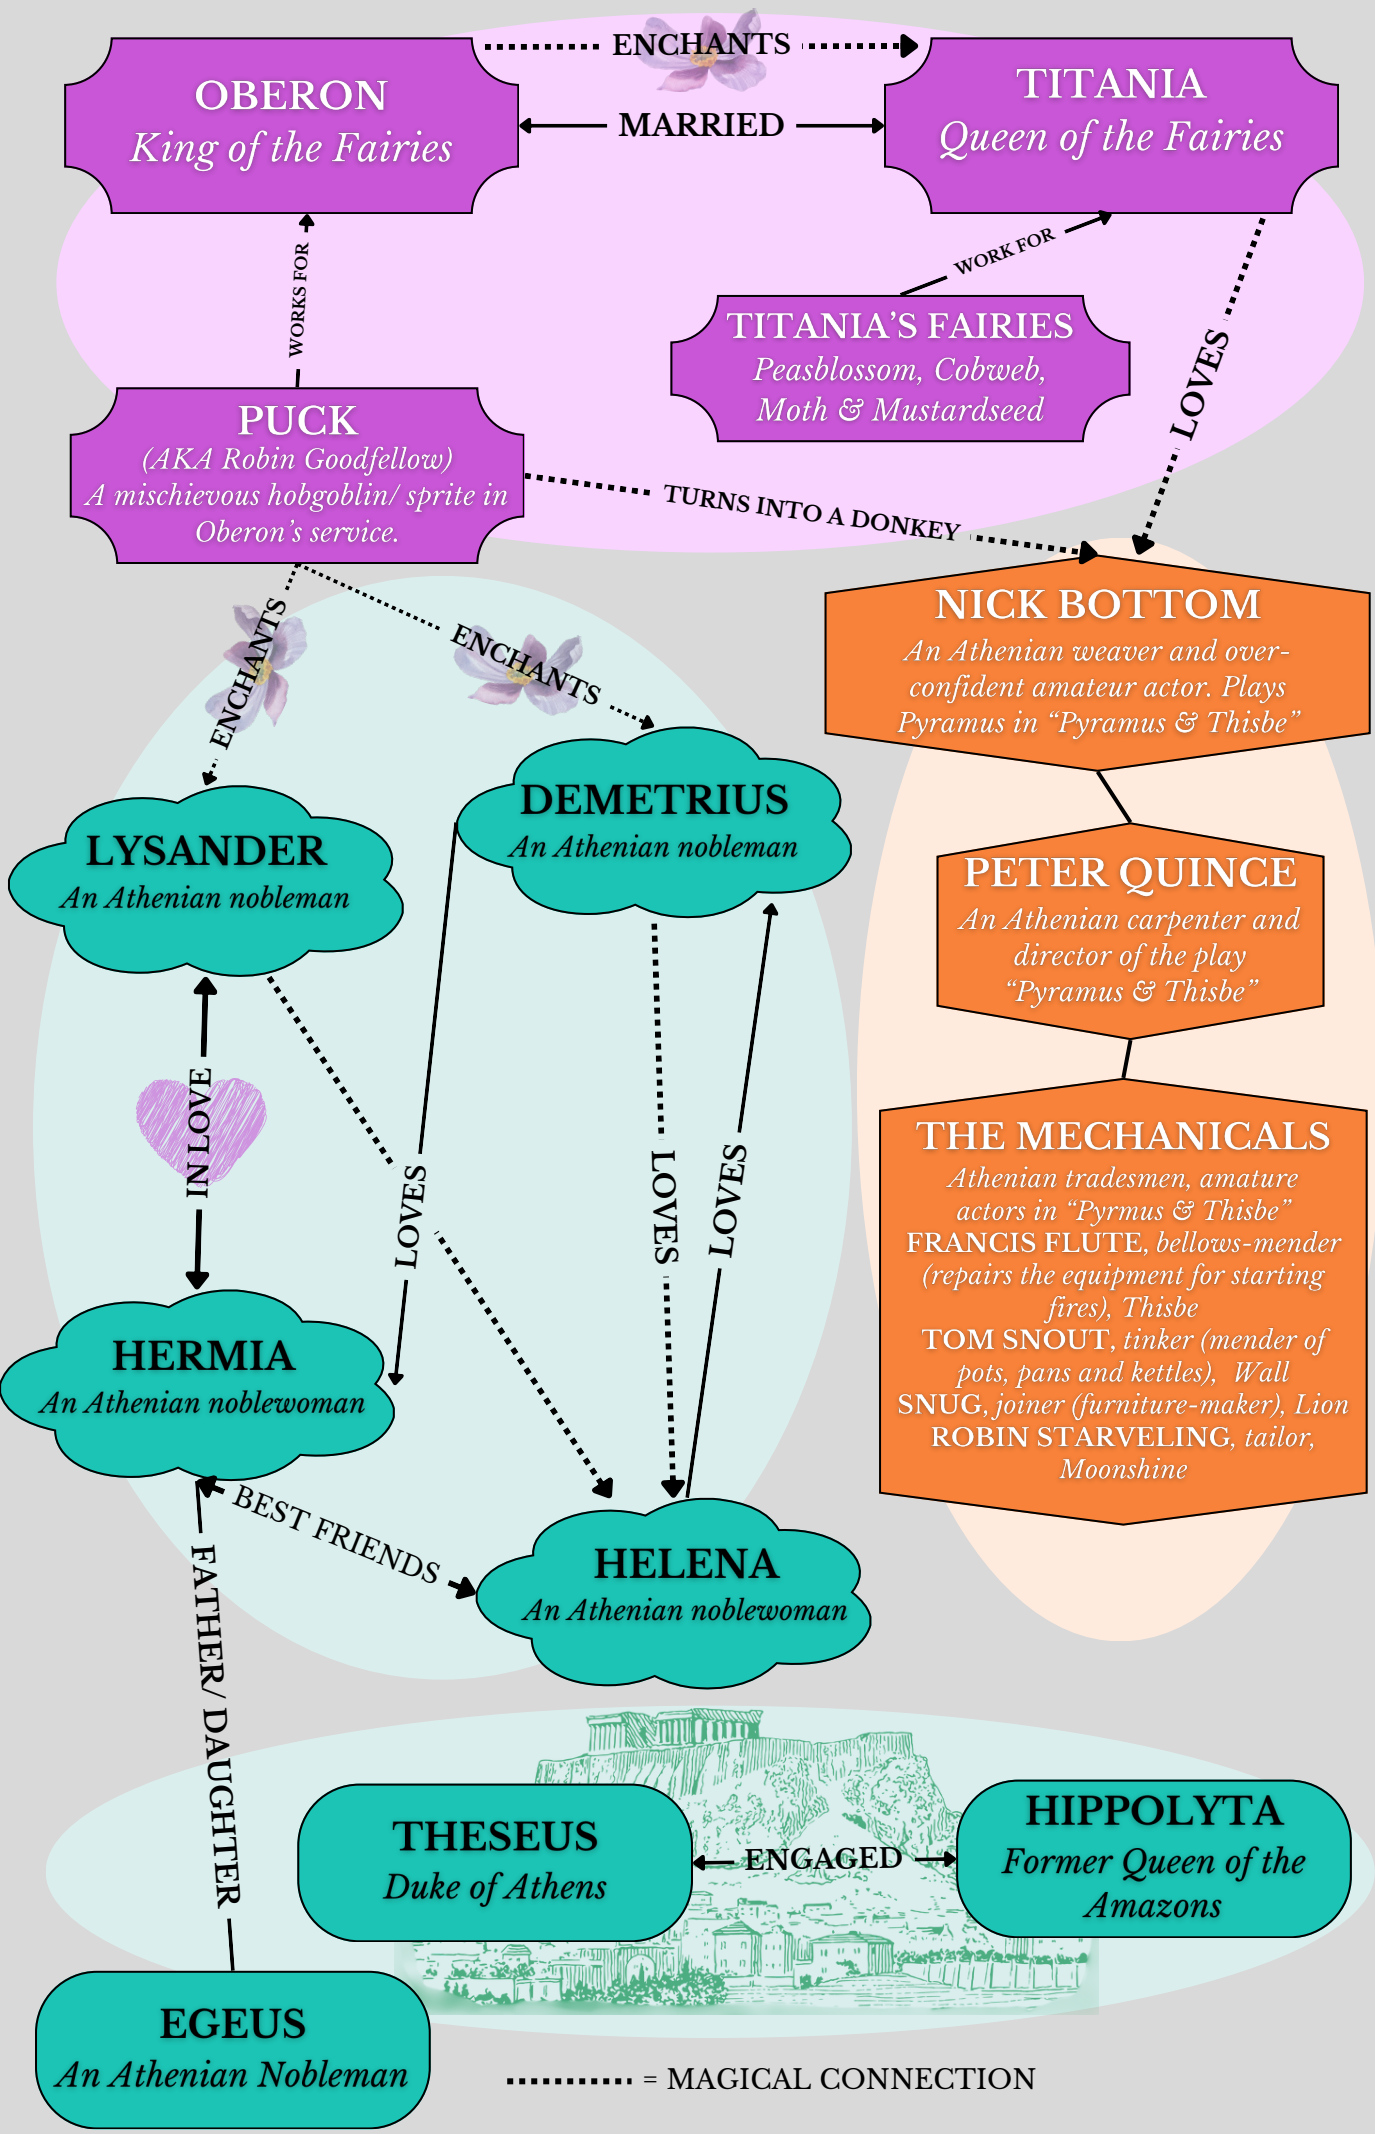 ENCHANTS
OBERON
King of the Fairies
MARRIED
TITANIA
Queen of the Fairies
WORKS FOR
WORK FOR
TITANIA’S FAIRIES
Peasblossom, Cobweb,
Moth & Mustardseed
LOVES
PUCK
(AKA Robin Goodfellow)
A mischievous hobgoblin/ sprite in
Oberon’s service.
TURNS INTO A DONKEY
ENCHANTS
ENCHANTS
NICK BOTTOM
An Athenian weaver and over-
confident amateur actor. Plays
Pyramus in “Pyramus & Thisbe”
LYSANDER
An Athenian nobleman
DEMETRIUS
An Athenian nobleman
PETER QUINCE
An Athenian carpenter and
director of the play
“Pyramus & Thisbe”
IN LOVE
LOVES
LOVES
LOVES
THE MECHANICALS
Athenian tradesmen, amature
actors in “Pyrmus & Thisbe”
FRANCIS FLUTE, bellows-mender
(repairs the equipment for starting
fires), Thisbe
TOM SNOUT, tinker (mender of
pots, pans and kettles), Wall
SNUG, joiner (furniture-maker), Lion
ROBIN STARVELING, tailor,
Moonshine
HERMIA
An Athenian noblewoman
BEST FRIENDS
HELENA
An Athenian noblewoman
FATHER/ DAUGHTER
THESEUS
Duke of Athens
ENGAGED
HIPPOLYTA
Former Queen of the
Amazons
EGEUS
An Athenian Nobleman
= MAGICAL CONNECTION